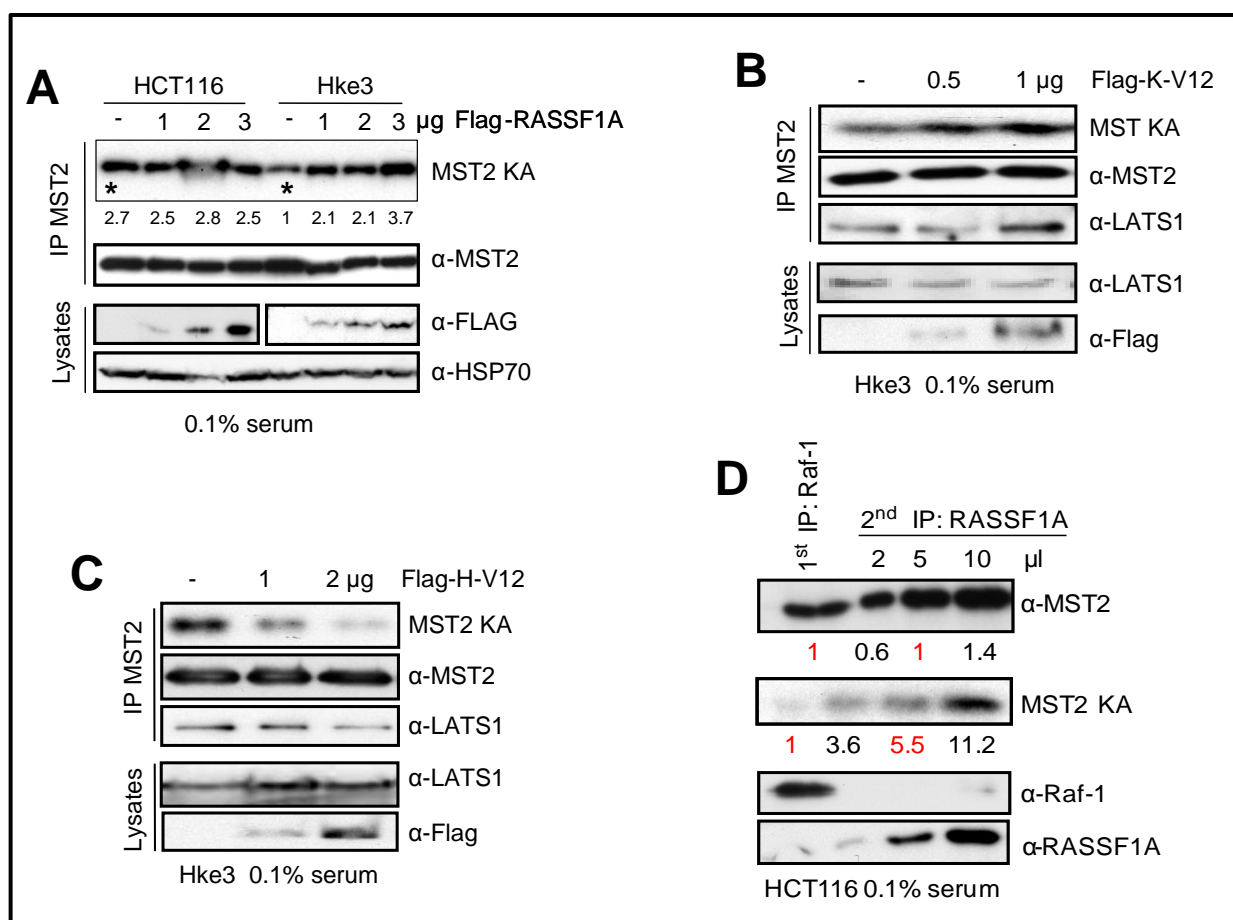 A
HCT116 Hke3
- 1 2 3 - 1 2 3 μg Flag-RASSF1A
IP MST2
MST2 KA
* *
2.7 2.5 2.8 2.5 1 2.1 2.1 3.7
α-MST2
Lysates
α-FLAG
α-HSP70
0.1% serum
B
- 0.5 1 μg Flag-K-V12
IP MST2
MST KA
α-MST2
α-LATS1
Lysates
α-LATS1
α-Flag
Hke3 0.1% serum
C
- 1 2 μg Flag-H-V12
IP MST2
MST2 KA
α-MST2
α-LATS1
Lysates
α-LATS1
α-Flag
Hke3 0.1% serum
D
1st IP: Raf-1
2nd IP: RASSF1A
2 5 10 μl
α-MST2
1 0.6 1 1.4
MST2 KA
1 3.6 5.5 11.2
α-Raf-1
α-RASSF1A
HCT116 0.1% serum